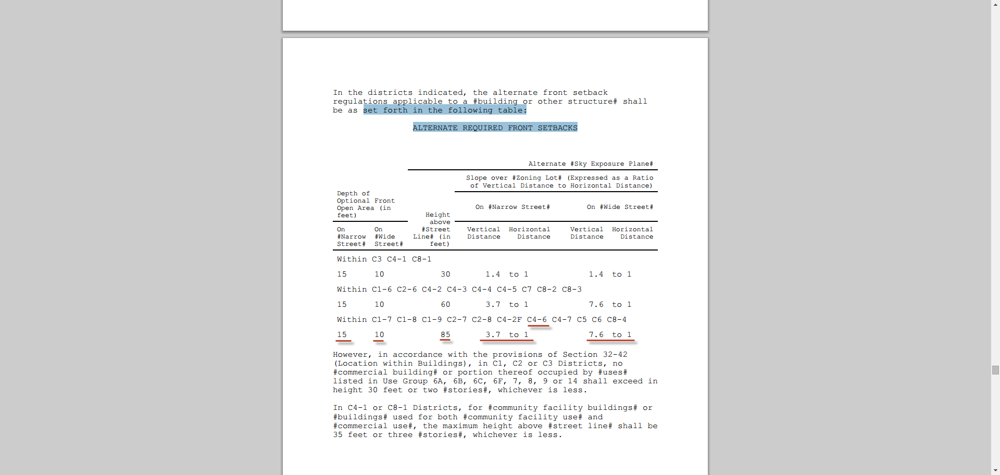 In the districts indicated, the alternate front setback
regulations applicable to a #building or other structure# shall
be as set forth in the following table:
ALTERNATE REQUIRED FRONT SETBACKS
Alternate #Sky Exposure Plane#
Slope over #Zoning Lot# (Expressed as a Ratio
of Vertical Distance to Horizontal Distance)
Depth of
Optional Front
Open Area (in
feet)
On #Narrow Street# On #Wide Street#
Height
above
#Street
Line# (in
feet)
On
#Narrow
Street#
On
#Wide
Street#
Vertical
Distance
Horizontal
Distance
Vertical
Distance
Horizontal
Distance
Within C3 C4-1 C8-1
15 10 30 1.4 to 1 1.4 to 1
Within C1-6 C2-6 C4-2 C4-3 C4-4 C4-5 C7 C8-2 C8-3
15 10 60 3.7 to 1 7.6 to 1
Within C1-7 C1-8 C1-9 C2-7 C2-8 C4-2F C4-6 C4-7 C5 C6 C8-4
15 10 85 3.7 to 1 7.6 to 1
However, in accordance with the provisions of Section 32-42
(Location within Buildings), in C1, C2 or C3 Districts, no
#commercial building# or portion thereof occupied by #uses#
listed in Use Group 6A, 6B, 6C, 6F, 7, 8, 9 or 14 shall exceed in
height 30 feet or two #stories#, whichever is less.
In C4-1 or C8-1 Districts, for #community facility buildings# or
#buildings# used for both #community facility use# and
#commercial use#, the maximum height above #street line# shall be
35 feet or three #stories#, whichever is less.